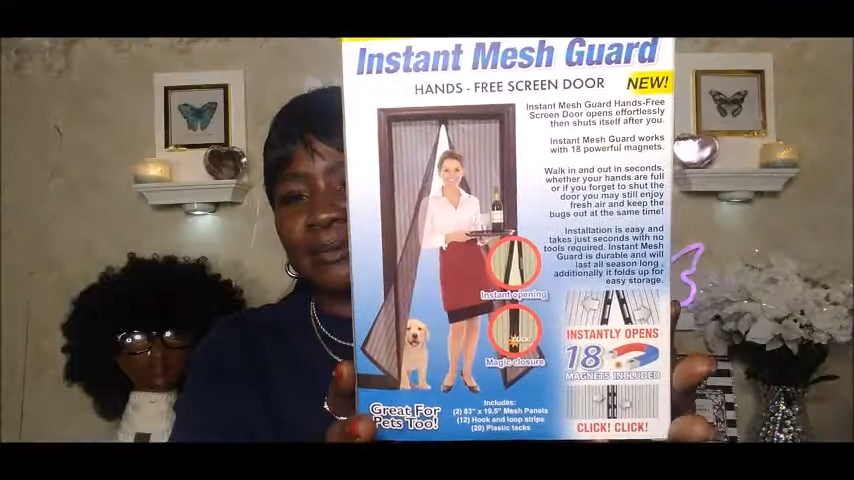 Instant Mesh Guard
HANDS - FREE SCREEN DOOR
NEW!
Instant Mesh Guard Hands-Free
Screen Door opens effortlessly
then shuts itself after you.
Instant Mesh Guard works
with 18 powerful magnets.
Walk in and out in seconds,
whether your hands are full
or if you forget to shut the
door you may still enjoy
fresh air and keep the
bugs out at the same time!
Installation is easy and
takes just seconds with no
tools required. Instant Mesh
Guard is durable and will
last all season long,
additionally it folds up for
easy storage.
Instant opening
CLICK!
Magic closure
INSTANTLY OPENS
18
MAGNETS INCLUDED
CLICK! CLICK!
Great For
Pets Too!
Includes:
(2) 83" x 19.5" Mesh Panels
(12) Hook and loop strips
(20) Plastic tacks